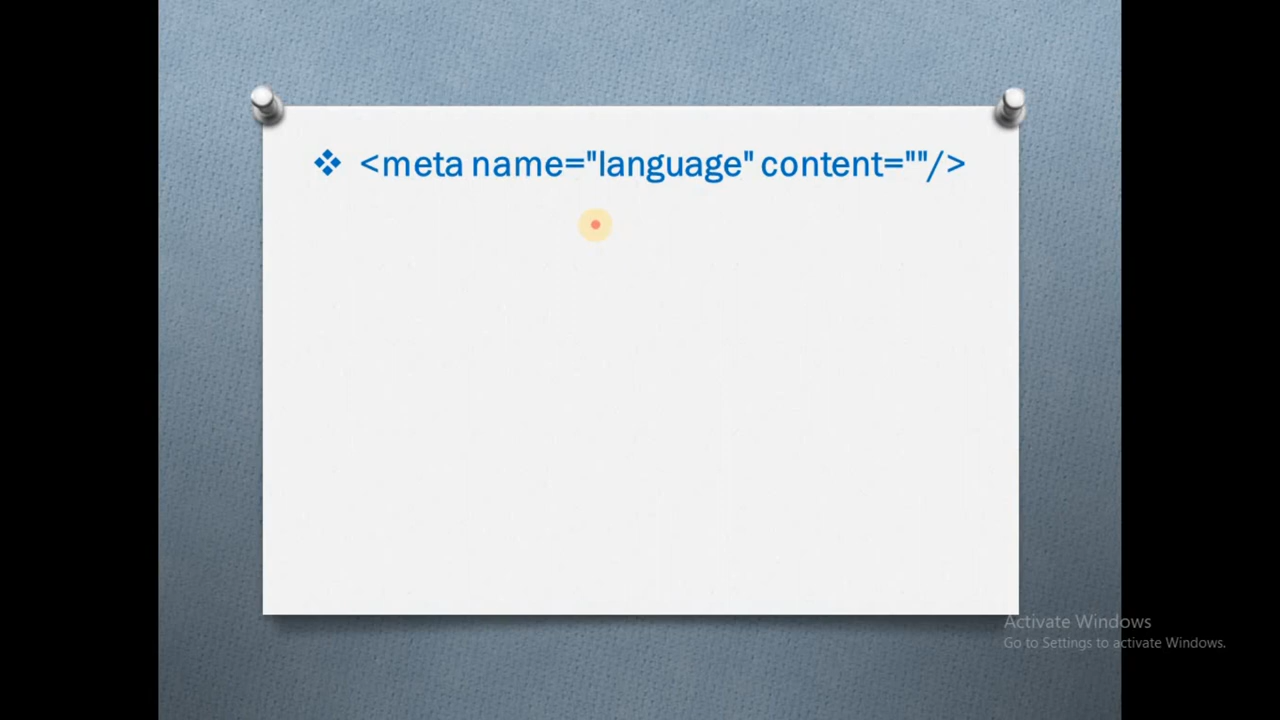 <meta name="language" content=""/>
Activate Windows
Go to Settings to activate Windows.